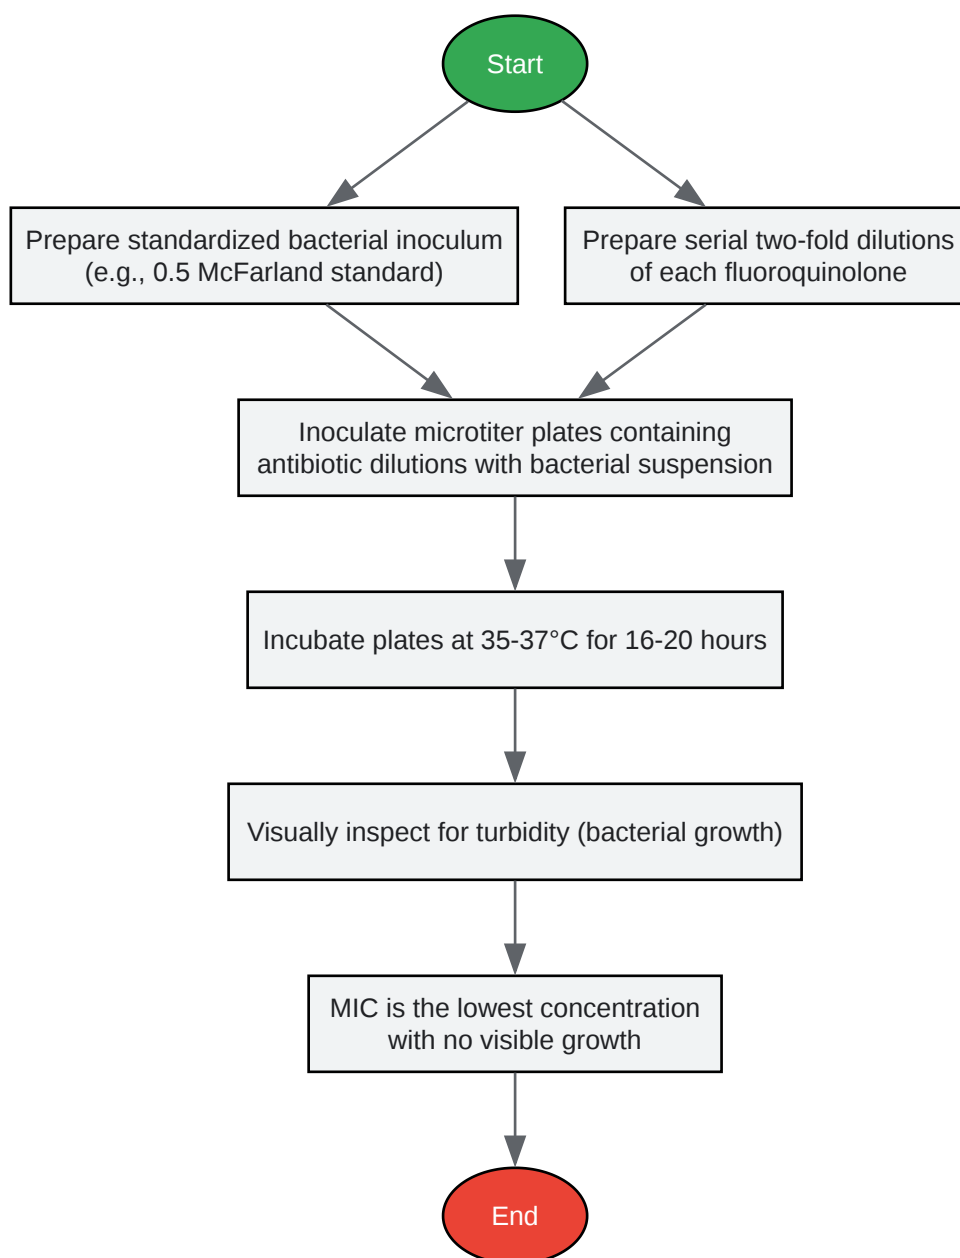 Start
Prepare standardized bacterial inoculum
(e.g., 0.5 McFarland standard)
Prepare serial two-fold dilutions
of each fluoroquinolone
Inoculate microtiter plates containing
antibiotic dilutions with bacterial suspension
Incubate plates at 35-37°C for 16-20 hours
Visually inspect for turbidity (bacterial growth)
MIC is the lowest concentration
with no visible growth
End